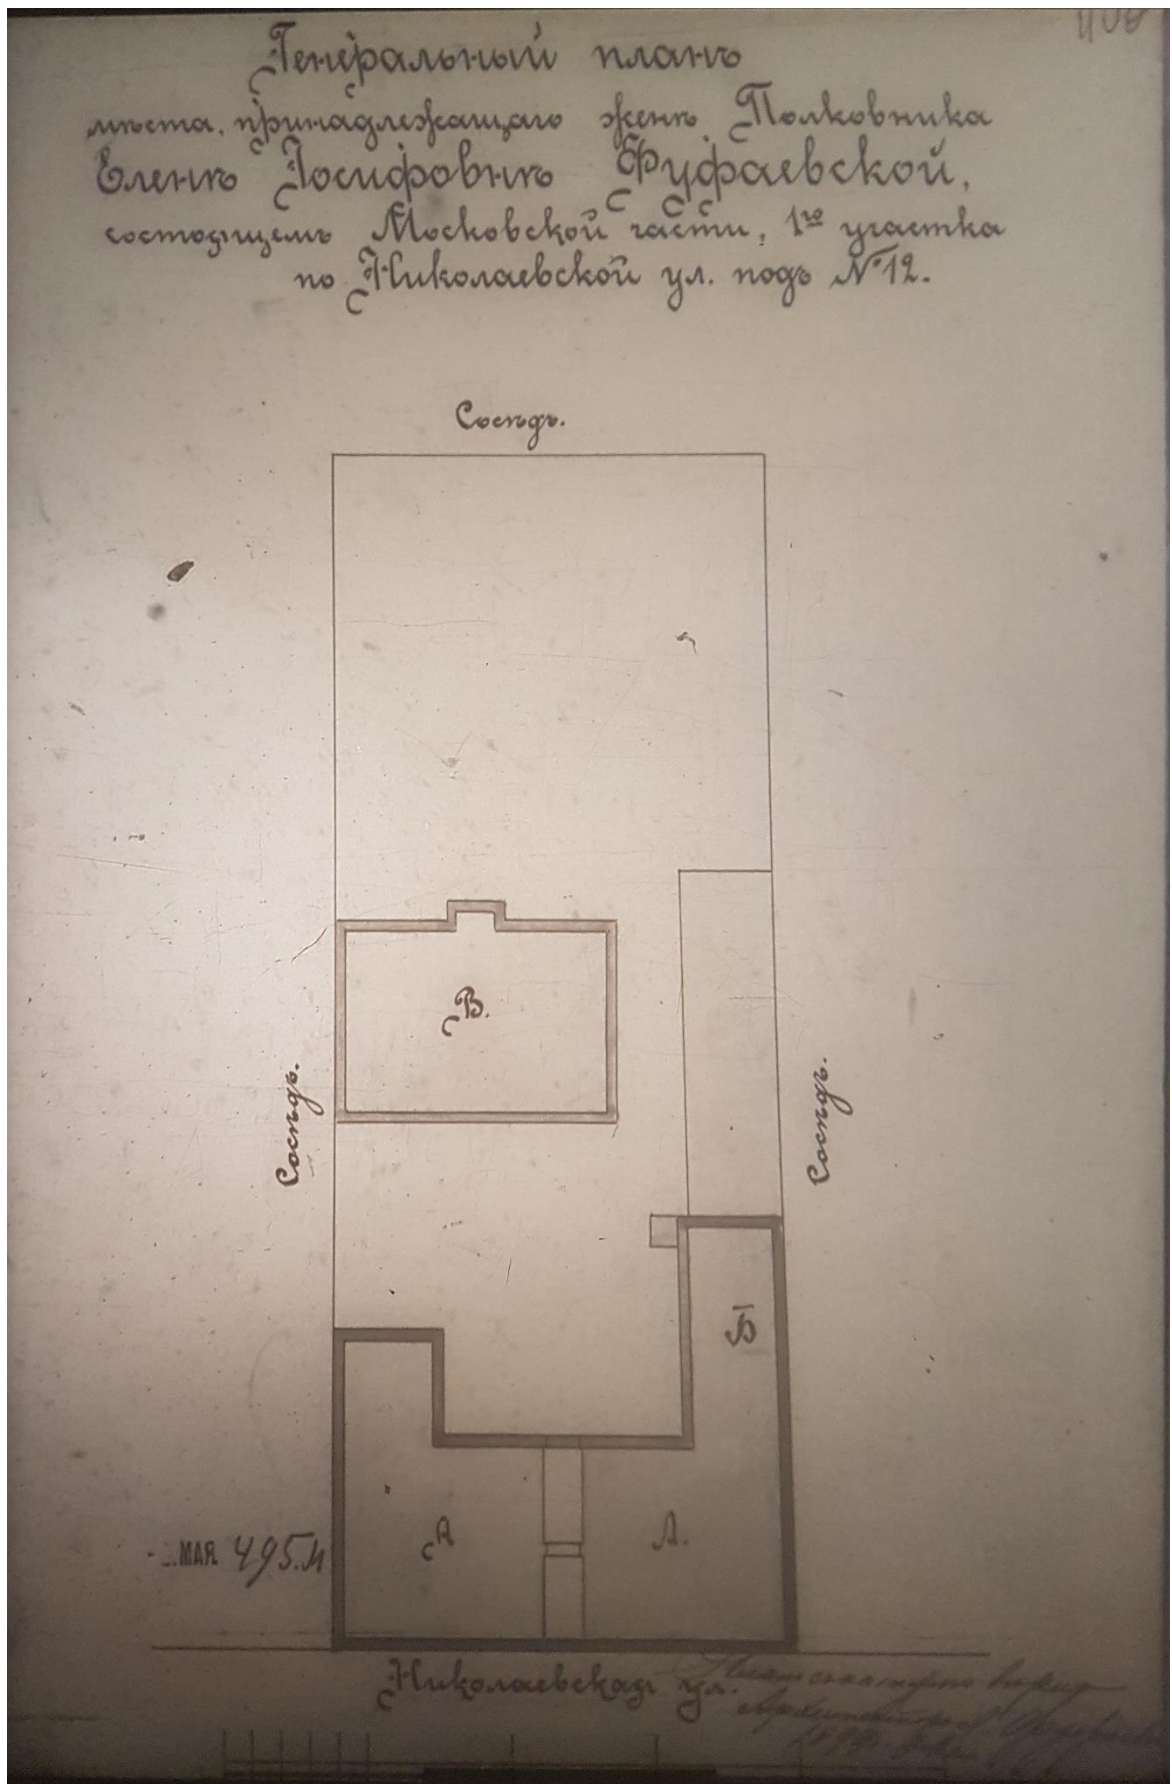 Генеральный планъ
мѣста, принадлежащаго женѣ Полковника
Еленѣ Іосифовнѣ Фуфаевской,
состоящемъ Московской части, 1го участка
по Николаевской ул. подъ № 12.
Сосѣдъ.
В.
Сосѣдъ.
Сосѣдъ.
Б
А
А.
МАЯ 495.М
Николаевская ул.
Архитекторъ